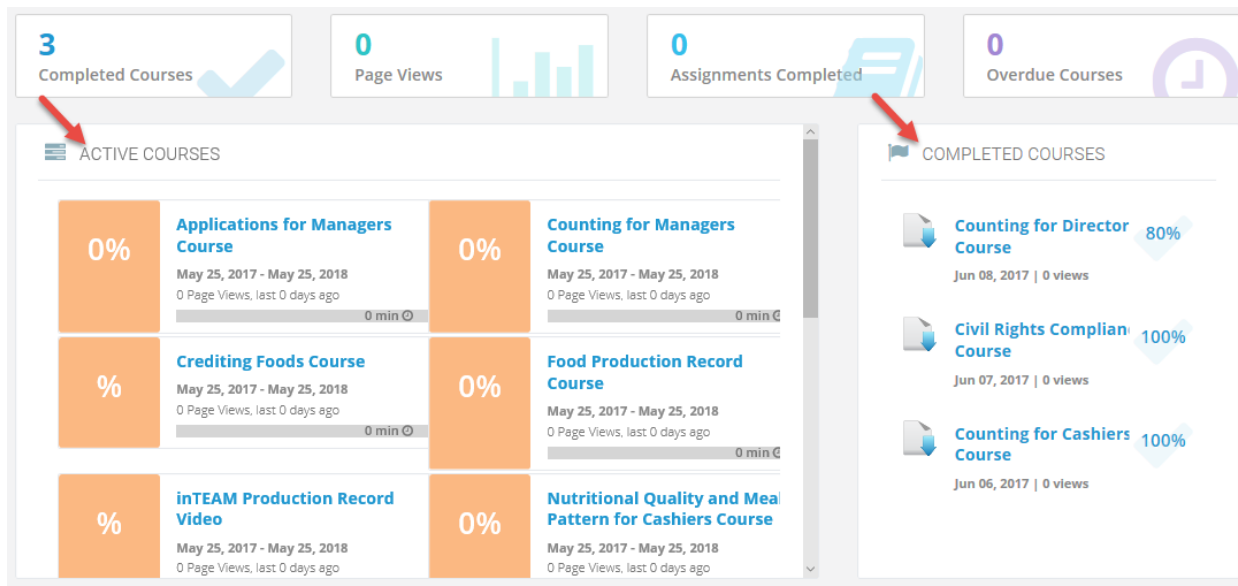 3
Completed Courses
0
Page Views
0
Assignments Completed
0
Overdue Courses
ACTIVE COURSES
0%
Applications for Managers
Course
May 25, 2017 - May 25, 2018
0 Page Views, last 0 days ago
0 min
0%
Counting for Managers
Course
May 25, 2017 - May 25, 2018
0 Page Views, last 0 days ago
0 min
%
Crediting Foods Course
May 25, 2017 - May 25, 2018
0 Page Views, last 0 days ago
0 min
0%
Food Production Record
Course
May 25, 2017 - May 25, 2018
0 Page Views, last 0 days ago
0 min
%
inTEAM Production Record
Video
May 25, 2017 - May 25, 2018
0 Page Views, last 0 days ago
0%
Nutritional Quality and Meal
Pattern for Cashiers Course
May 25, 2017 - May 25, 2018
0 Page Views, last 0 days ago
COMPLETED COURSES
Counting for Director
Course
80%
Jun 08, 2017 | 0 views
Civil Rights Complian
Course
100%
Jun 07, 2017 | 0 views
Counting for Cashiers
Course
100%
Jun 06, 2017 | 0 views